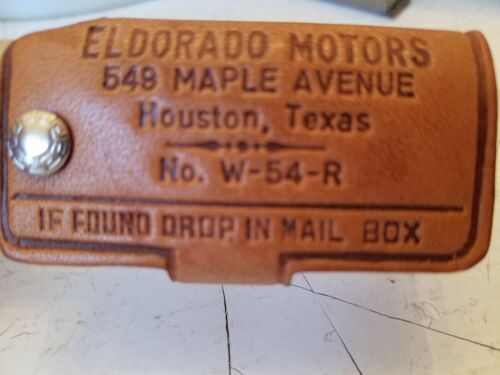 ELDORADO MOTORS
549 MAPLE AVENUE
Houston, Texas
No. W-54-R
IF FOUND DROP IN MAIL BOX